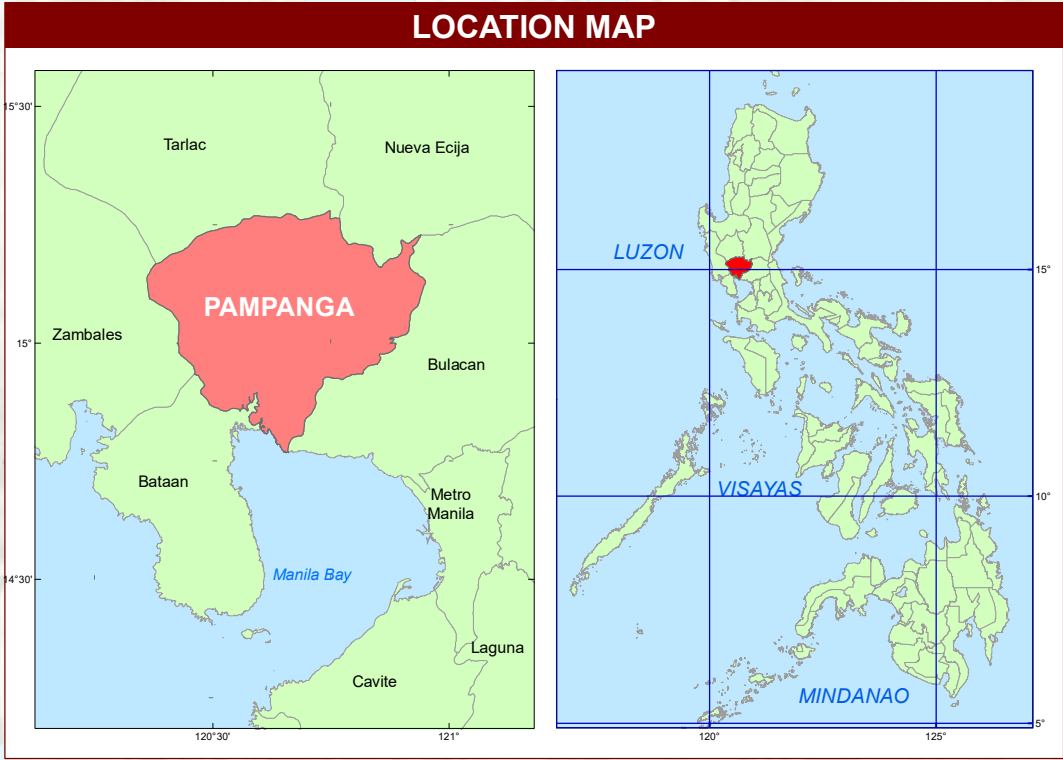 LOCATION MAP
15°30'
Tarlac
Nueva Ecija
PAMPANGA
Zambales
15°
Bulacan
Bataan
Metro
Manila
Manila Bay
14°30'
Laguna
Cavite
120°30'
121°
LUZON
15°
VISAYAS
10°
MINDANAO
5°
120°
125°